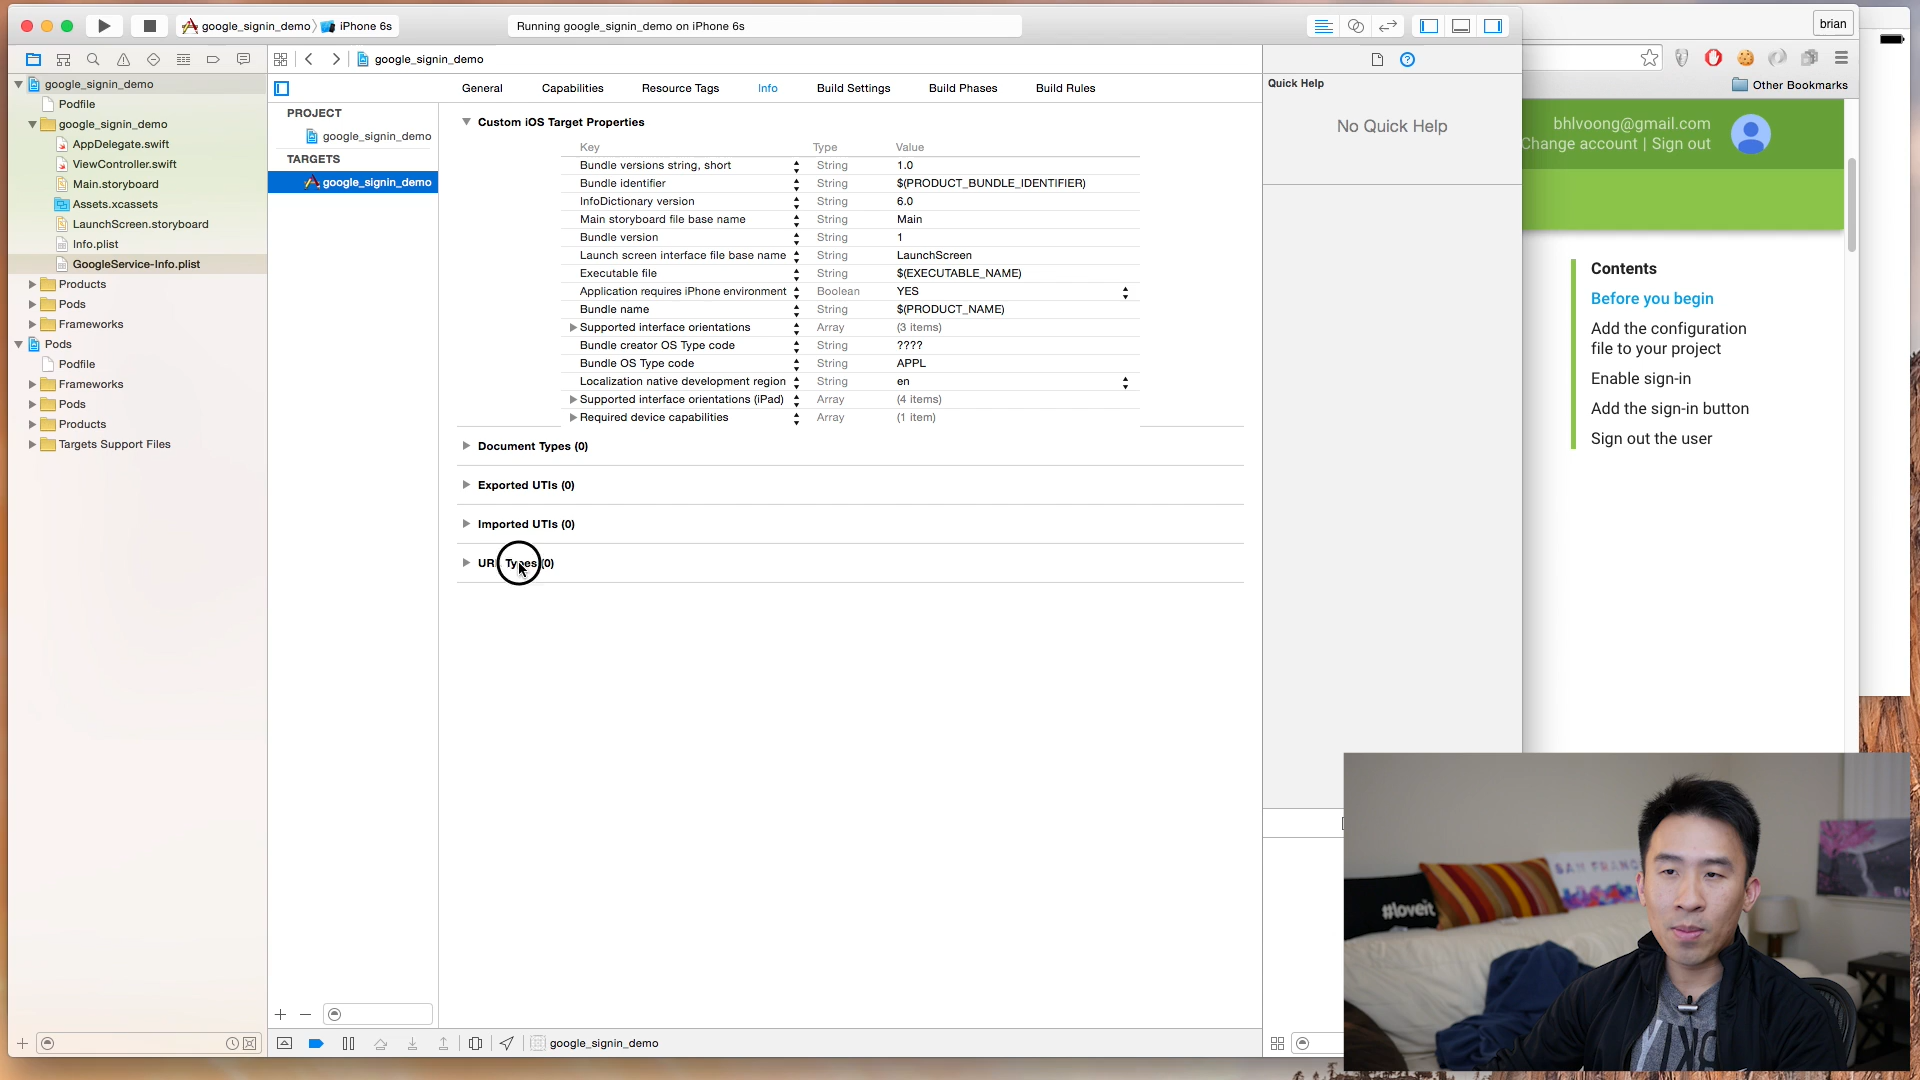 google_signin_demo
iPhone 6s
Running google_signin_demo on iPhone 6s
brian
google_signin_demo
Other Bookmarks
google_signin_demo
Podfile
google_signin_demo
AppDelegate.swift
ViewController.swift
Main.storyboard
Assets.xcassets
LaunchScreen.storyboard
Info.plist
GoogleService-Info.plist
Products
Pods
Frameworks
Pods
Podfile
Frameworks
Pods
Products
Targets Support Files
PROJECT
google_signin_demo
TARGETS
google_signin_demo
General Capabilities Resource Tags Info Build Settings Build Phases Build Rules
Custom iOS Target Properties
Key Type Value
Bundle versions string, short String 1.0
Bundle identifier String $(PRODUCT_BUNDLE_IDENTIFIER)
InfoDictionary version String 6.0
Main storyboard file base name String Main
Bundle version String 1
Launch screen interface file base name String LaunchScreen
Executable file String $(EXECUTABLE_NAME)
Application requires iPhone environment Boolean YES
Bundle name String $(PRODUCT_NAME)
Supported interface orientations Array (3 items)
Bundle creator OS Type code String ????
Bundle OS Type code String APPL
Localization native development region String en
Supported interface orientations (iPad) Array (4 items)
Required device capabilities Array (1 item)
Document Types (0)
Exported UTIs (0)
Imported UTIs (0)
UR Types (0)
google_signin_demo
Quick Help
No Quick Help
bhlvoong@gmail.com
Change account | Sign out
Contents
Before you begin
Add the configuration
file to your project
Enable sign-in
Add the sign-in button
Sign out the user
#loveit
SAN FRANC